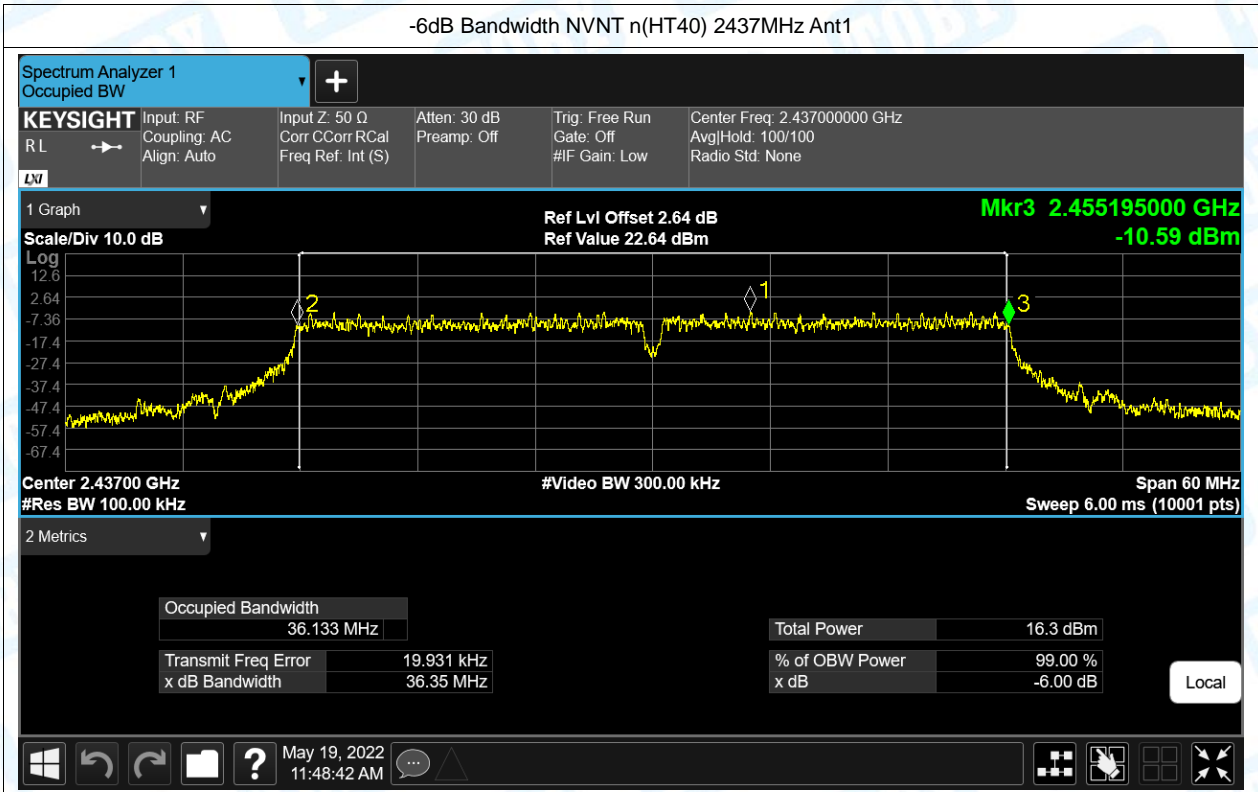 -6dB Bandwidth NVNT n(HT40) 2437MHz Ant1
Spectrum Analyzer 1
Occupied BW
KEYSIGHT
R L
LXI
Input: RF
Coupling: AC
Align: Auto
Input Z: 50 Ω
Corr CCorr RCal
Freq Ref: Int (S)
Atten: 30 dB
Preamp: Off
Trig: Free Run
Gate: Off
#IF Gain: Low
Center Freq: 2.437000000 GHz
Avg|Hold: 100/100
Radio Std: None
1 Graph
Scale/Div 10.0 dB
Ref Lvl Offset 2.64 dB
Ref Value 22.64 dBm
Mkr3 2.455195000 GHz
-10.59 dBm
Log
12.6
2.64
-7.36
-17.4
-27.4
-37.4
-47.4
-57.4
-67.4
2
1
3
Center 2.43700 GHz
#Res BW 100.00 kHz
#Video BW 300.00 kHz
Span 60 MHz
Sweep 6.00 ms (10001 pts)
2 Metrics
Occupied Bandwidth
36.133 MHz
Transmit Freq Error 19.931 kHz
x dB Bandwidth 36.35 MHz
Total Power 16.3 dBm
% of OBW Power 99.00 %
x dB -6.00 dB
Local
?
May 19, 2022
11:48:42 AM